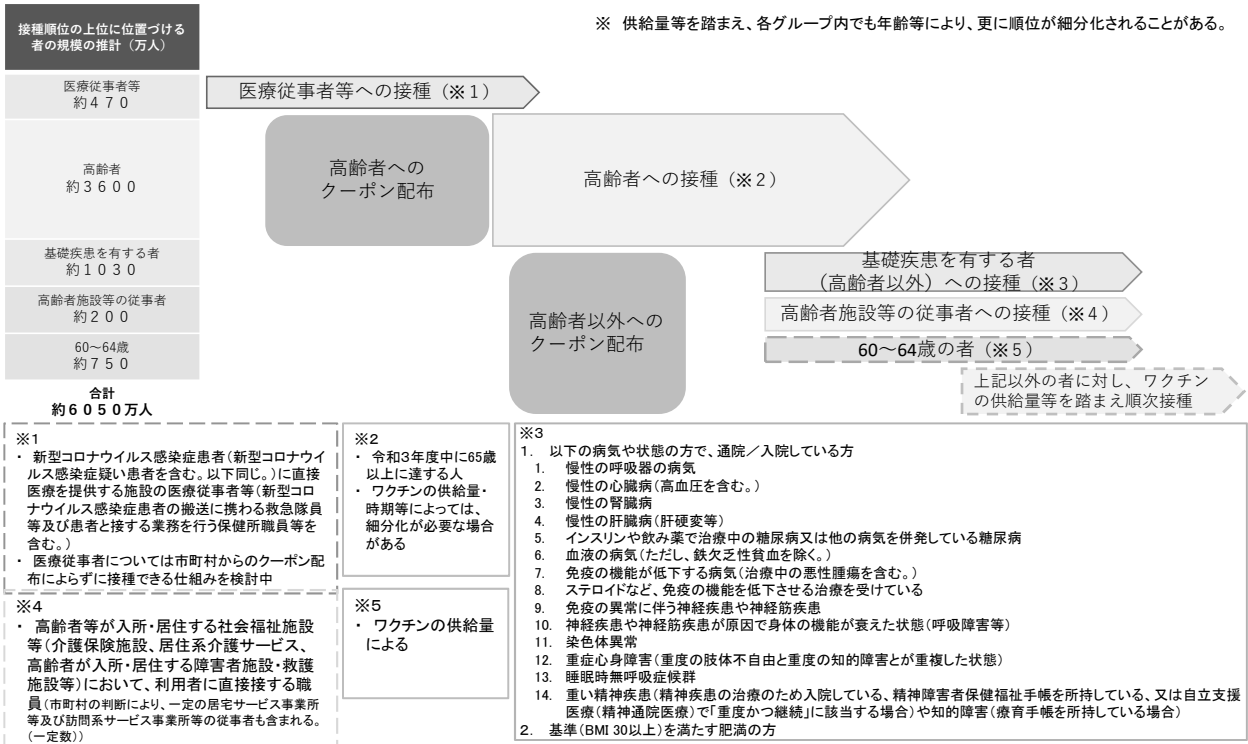 接種順位の上位に位置づける
者の規模の推計（万人）
※ 供給量等を踏まえ、各グループ内でも年齢等により、更に順位が細分化されることがある。
医療従事者等
約４７０
医療従事者等への接種（※１）
高齢者
約３６００
高齢者への
クーポン配布
高齢者への接種（※２）
基礎疾患を有する者
約１０３０
基礎疾患を有する者
（高齢者以外）への接種（※３）
高齢者施設等の従事者
約２００
高齢者以外への
クーポン配布
高齢者施設等の従事者への接種（※４）
60～64歳
約７５０
60～64歳の者（※５）
合計
約６０５０万人
上記以外の者に対し、ワクチン
の供給量等を踏まえ順次接種
※１
・ 新型コロナウイルス感染症患者（新型コロナウイ
ルス感染症疑い患者を含む。以下同じ。）に直接
医療を提供する施設の医療従事者等（新型コロ
ナウイルス感染症患者の搬送に携わる救急隊員
等及び患者と接する業務を行う保健所職員等を
含む。）
・ 医療従事者については市町村からのクーポン配
布によらずに接種できる仕組みを検討中
※２
・ 令和３年度中に65歳
以上に達する人
・ ワクチンの供給量・
時期等によっては、
細分化が必要な場合
がある
※３
1. 以下の病気や状態の方で、通院／入院している方
1. 慢性の呼吸器の病気
2. 慢性の心臓病（高血圧を含む。）
3. 慢性の腎臓病
4. 慢性の肝臓病（肝硬変等）
5. インスリンや飲み薬で治療中の糖尿病又は他の病気を併発している糖尿病
6. 血液の病気（ただし、鉄欠乏性貧血を除く。）
7. 免疫の機能が低下する病気（治療中の悪性腫瘍を含む。）
8. ステロイドなど、免疫の機能を低下させる治療を受けている
9. 免疫の異常に伴う神経疾患や神経筋疾患
10. 神経疾患や神経筋疾患が原因で身体の機能が衰えた状態（呼吸障害等）
11. 染色体異常
12. 重症心身障害（重度の肢体不自由と重度の知的障害とが重複した状態）
13. 睡眠時無呼吸症候群
14. 重い精神疾患（精神疾患の治療のため入院している、精神障害者保健福祉手帳を所持している、又は自立支援
医療（精神通院医療）で「重度かつ継続」に該当する場合）や知的障害（療育手帳を所持している場合）
2. 基準（BMI 30以上）を満たす肥満の方
※４
・ 高齢者等が入所・居住する社会福祉施設
等（介護保険施設、居住系介護サービス、
高齢者が入所・居住する障害者施設・救護
施設等）において、利用者に直接接する職
員（市町村の判断により、一定の居宅サービス事業所
等及び訪問系サービス事業所等の従事者も含まれる。
（一定数））
※５
・ ワクチンの供給量
による